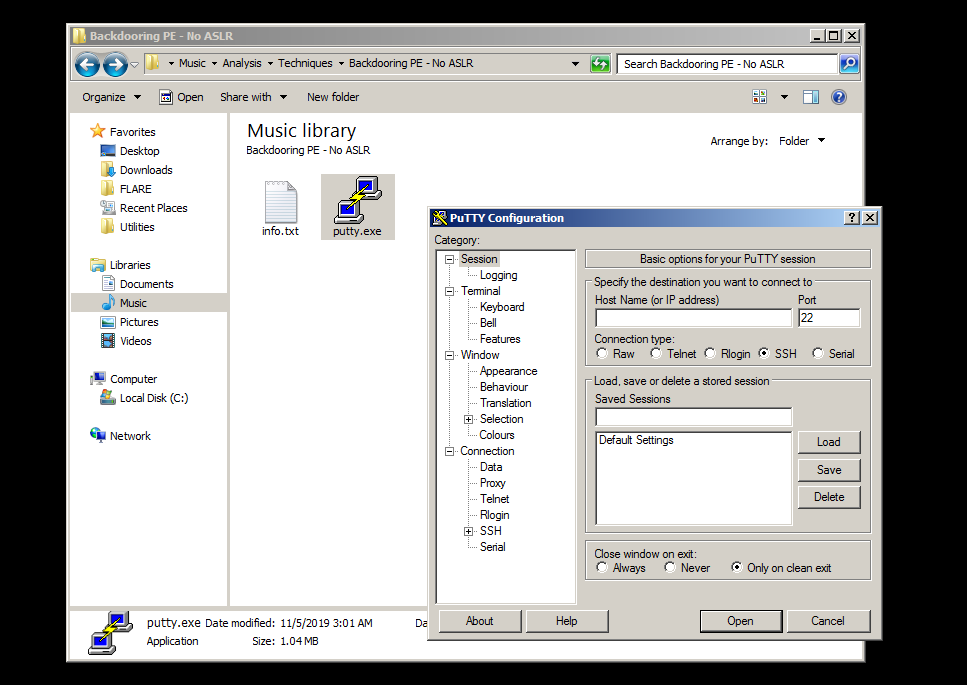 Backdooring PE - No ASLR
Music Analysis Techniques Backdooring PE - No ASLR
Search Backdooring PE - No ASLR
Organize Open Share with New folder
Favorites
Desktop
Downloads
FLARE
Recent Places
Utilities
Libraries
Documents
Music
Pictures
Videos
Computer
Local Disk (C:)
Network
Music library
Backdooring PE - No ASLR
Arrange by: Folder
info.txt
putty.exe
putty.exe Date modified: 11/5/2019 3:01 AM Da
Application Size: 1.04 MB
PuTTY Configuration
Category:
Session
Logging
Terminal
Keyboard
Bell
Features
Window
Appearance
Behaviour
Translation
Selection
Colours
Connection
Data
Proxy
Telnet
Rlogin
SSH
Serial
Basic options for your PuTTY session
Specify the destination you want to connect to
Host Name (or IP address) Port
22
Connection type:
Raw Telnet Rlogin SSH Serial
Load, save or delete a stored session
Saved Sessions
Default Settings
Load
Save
Delete
Close window on exit:
Always Never Only on clean exit
About Help Open Cancel